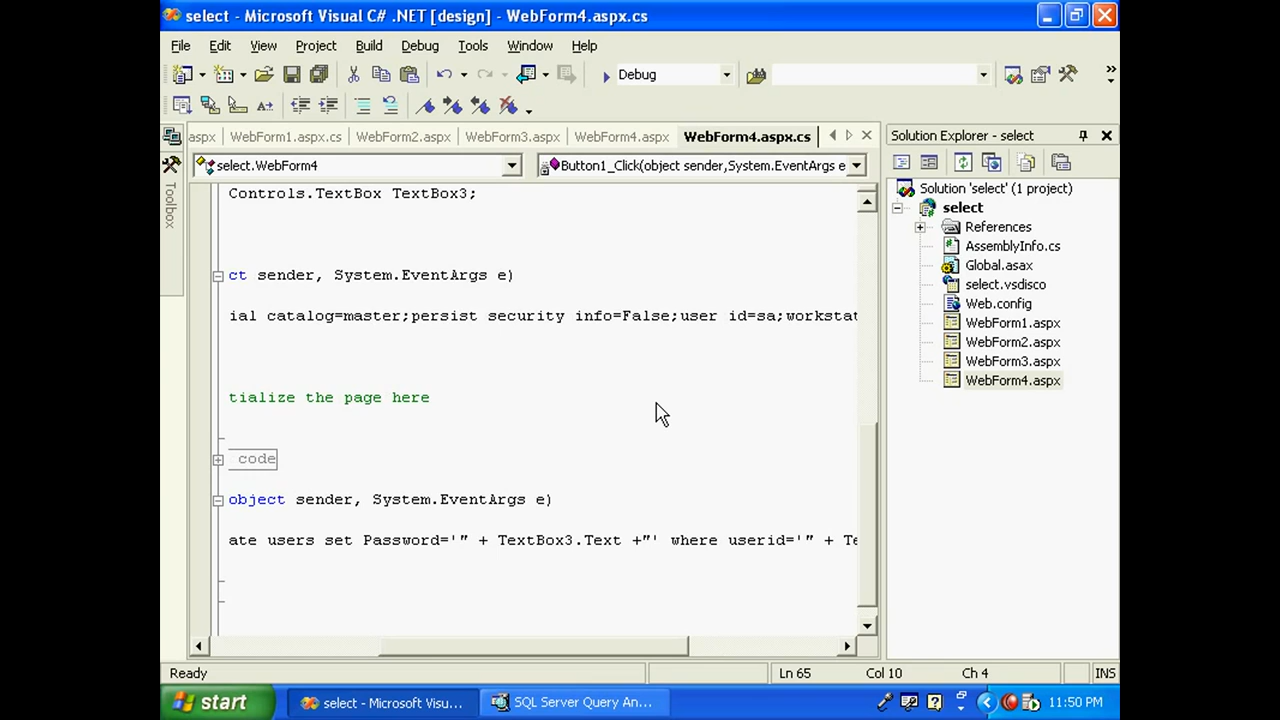 select - Microsoft Visual C# .NET [design] - WebForm4.aspx.cs
File Edit View Project Build Debug Tools Window Help
Debug
aspx WebForm1.aspx.cs WebForm2.aspx WebForm3.aspx WebForm4.aspx WebForm4.aspx.cs
select.WebForm4 Button1_Click(object sender,System.EventArgs e
Toolbox
Controls.TextBox TextBox3;
ct sender, System.EventArgs e)
ial catalog=master;persist security info=False;user id=sa;workstat
tialize the page here
code
object sender, System.EventArgs e)
ate users set Password='" + TextBox3.Text +"' where userid='" + Te
Solution Explorer - select
Solution 'select' (1 project)
select
References
AssemblyInfo.cs
Global.asax
select.vsdisco
Web.config
WebForm1.aspx
WebForm2.aspx
WebForm3.aspx
WebForm4.aspx
Ready Ln 65 Col 10 Ch 4 INS
start select - Microsoft Visu... SQL Server Query An... 11:50 PM